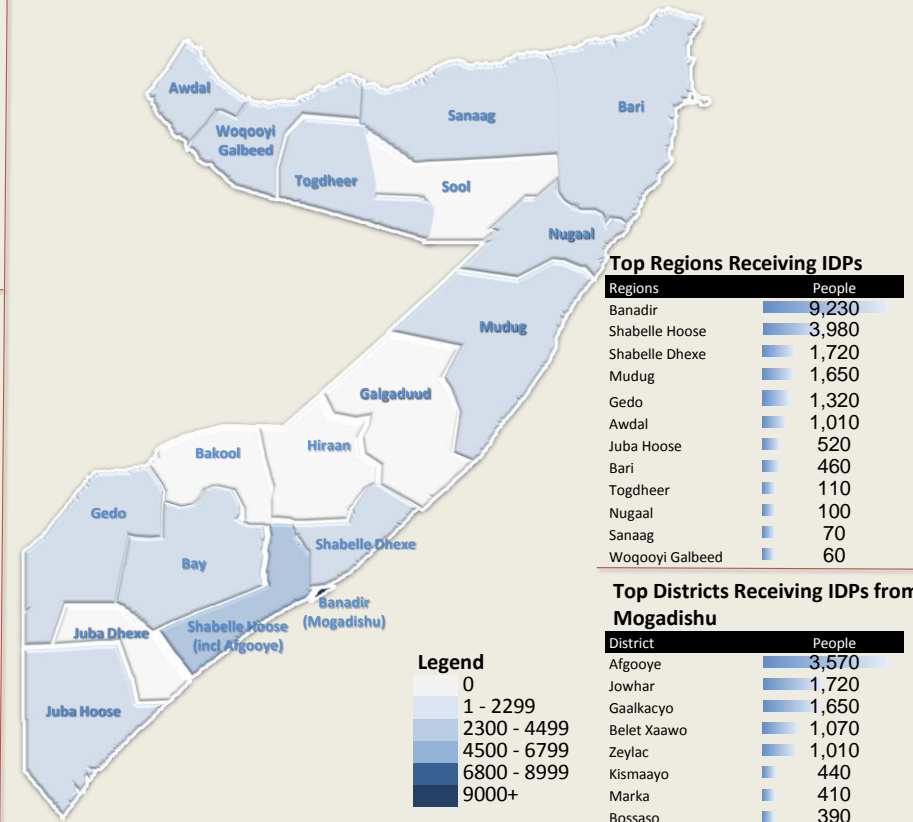 Awdal
Woqooyi
Galbeed
Togdheer
Sanaag
Bari
Sool
Nugaal
Mudug
Galgaduud
Hiraan
Bakool
Gedo
Bay
Shabelle Dhexe
Banadir
(Mogadishu)
Shabelle Hoose
(incl Afgooye)
Juba Dhexe
Juba Hoose
Legend
0
1 - 2299
2300 - 4499
4500 - 6799
6800 - 8999
9000+
Top Regions Receiving IDPs
Regions People
Banadir 9,230
Shabelle Hoose 3,980
Shabelle Dhexe 1,720
Mudug 1,650
Gedo 1,320
Awdal 1,010
Juba Hoose 520
Bari 460
Togdheer 110
Nugaal 100
Sanaag 70
Woqooyi Galbeed 60
Top Districts Receiving IDPs from
Mogadishu
District People
Afgooye 3,570
Jowhar 1,720
Gaalkacyo 1,650
Belet Xaawo 1,070
Zeylac 1,010
Kismaayo 440
Marka 410
Bossaso 390